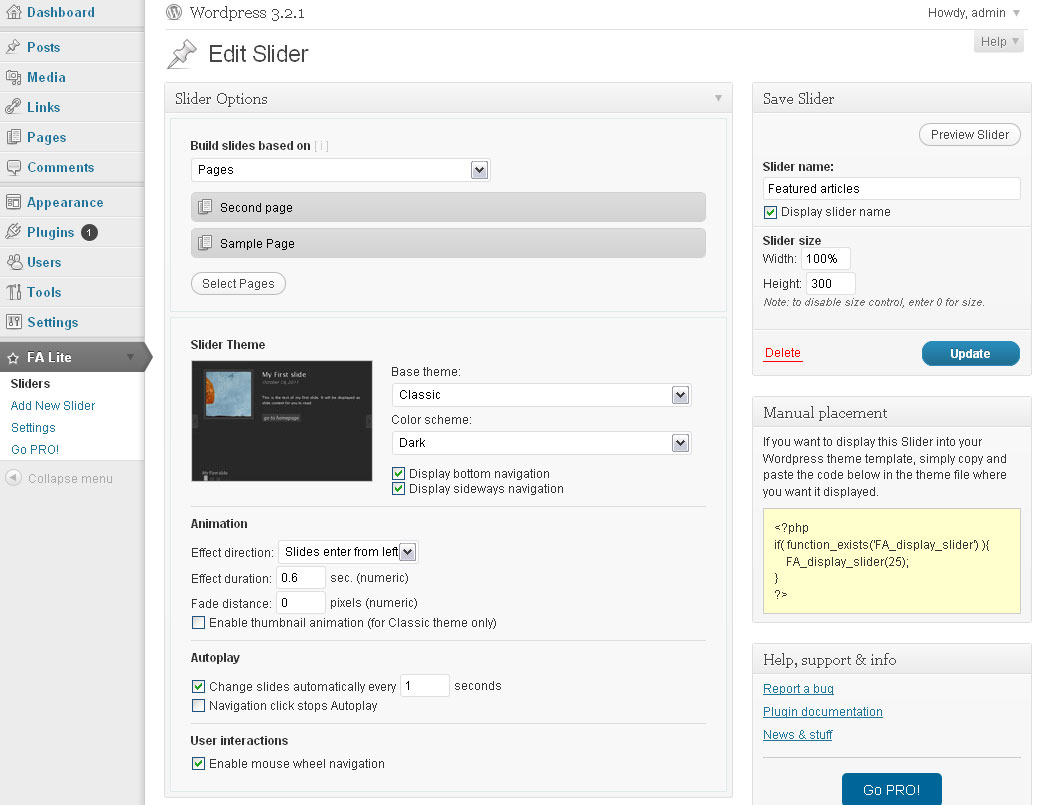 Dashboard
Posts
Media
Links
Pages
Comments
Appearance
Plugins 1
Users
Tools
Settings
FA Lite
Sliders
Add New Slider
Settings
Go PRO!
Collapse menu
Wordpress 3.2.1
Howdy, admin
Help
Edit Slider
Slider Options
Build slides based on [ i ]
Pages
Second page
Sample Page
Select Pages
Slider Theme
My First slide
october 19, 2011
This is the text of my first slide. It will be displayed as
slide content for you to read.
go to homepage
My First slide
Base theme:
Classic
Color scheme:
Dark
Display bottom navigation
Display sideways navigation
Animation
Effect direction: Slides enter from left
Effect duration: 0.6 sec. (numeric)
Fade distance: 0 pixels (numeric)
Enable thumbnail animation (for Classic theme only)
Autoplay
Change slides automatically every 1 seconds
Navigation click stops Autoplay
User interactions
Enable mouse wheel navigation
Save Slider
Preview Slider
Slider name:
Featured articles
Display slider name
Slider size
Width: 100%
Height: 300
Note: to disable size control, enter 0 for size.
Delete
Update
Manual placement
If you want to display this Slider into your
Wordpress theme template, simply copy and
paste the code below in the theme file where
you want it displayed.
<?php
if( function_exists('FA_display_slider') ){
FA_display_slider(25);
}
?>
Help, support & info
Report a bug
Plugin documentation
News & stuff
Go PRO!